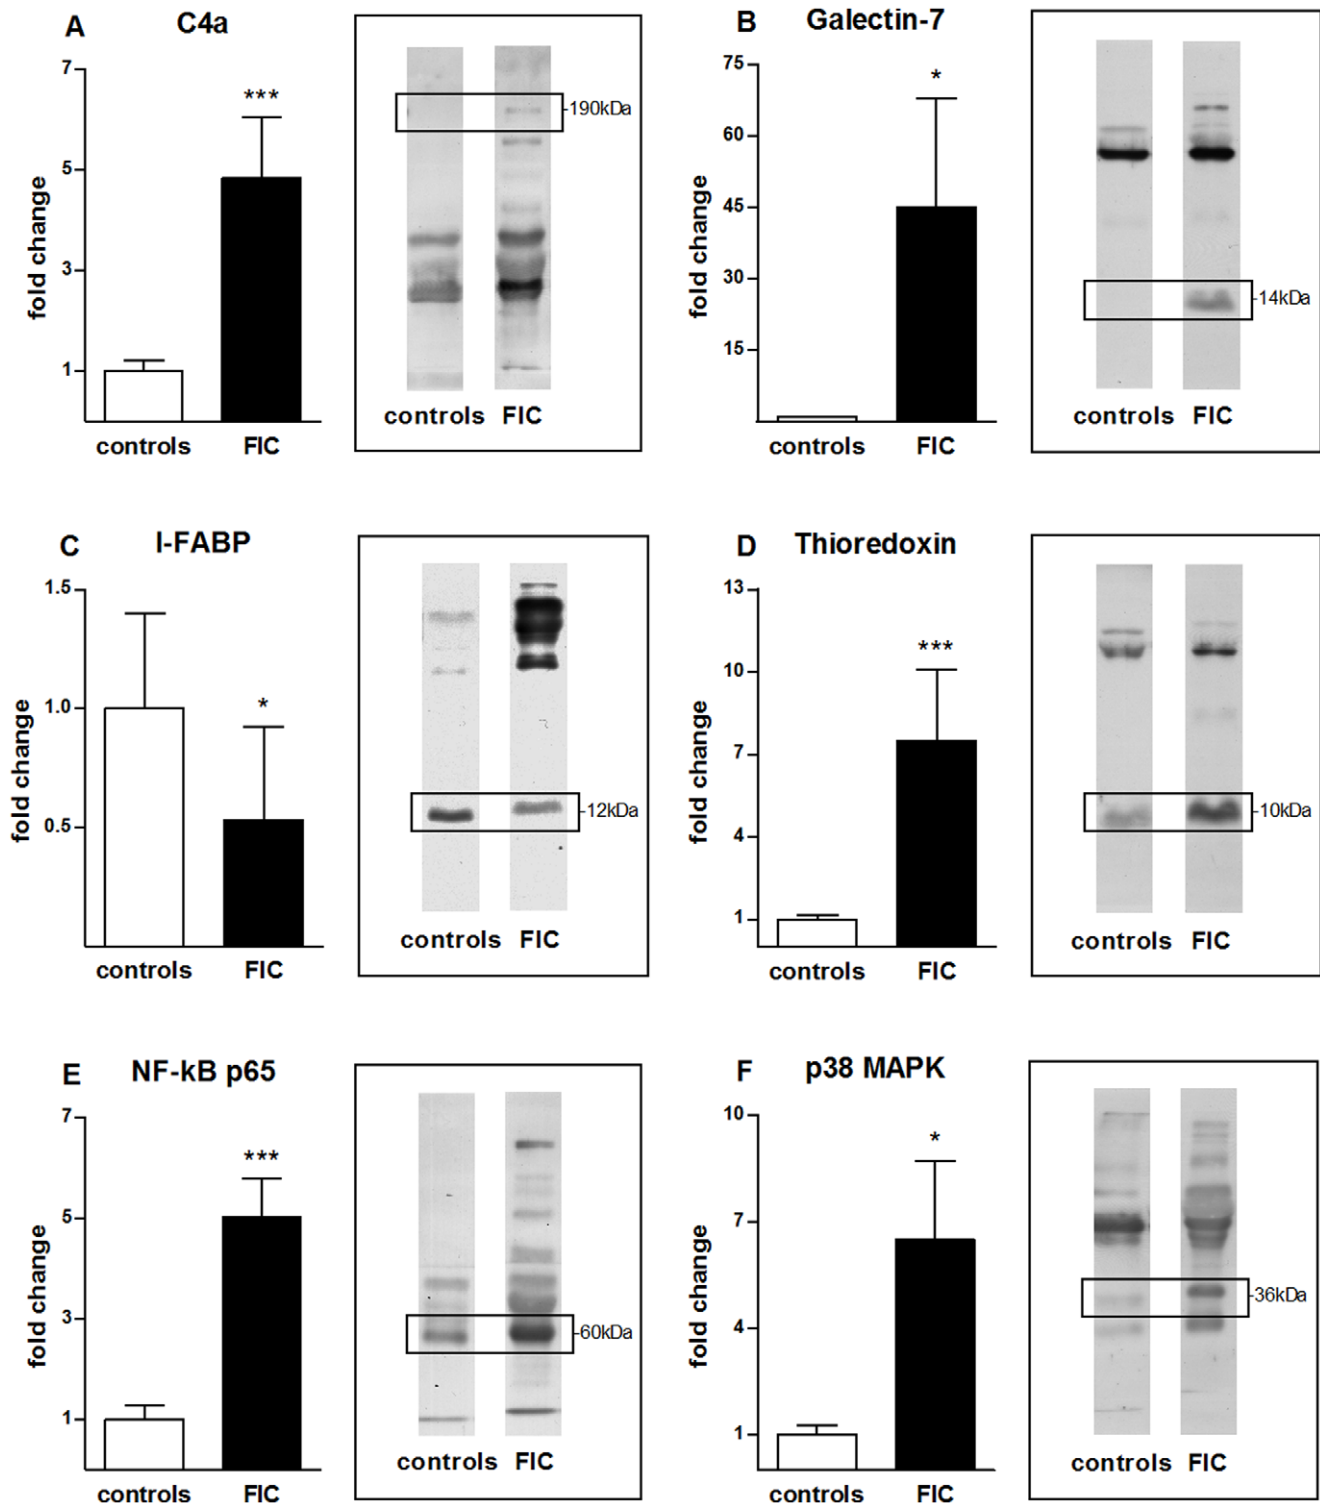 A C4a
7
5
3
1
fold change
***
controls FIC
190kDa
controls FIC
B Galectin-7
75
60
45
30
15
fold change
*
controls FIC
14kDa
controls FIC
C I-FABP
1.5
1.0
0.5
fold change
*
controls FIC
12kDa
controls FIC
D Thioredoxin
13
10
7
4
1
fold change
***
controls FIC
10kDa
controls FIC
E NF-kB p65
7
5
3
1
fold change
***
controls FIC
60kDa
controls FIC
F p38 MAPK
10
7
4
1
fold change
*
controls FIC
36kDa
controls FIC